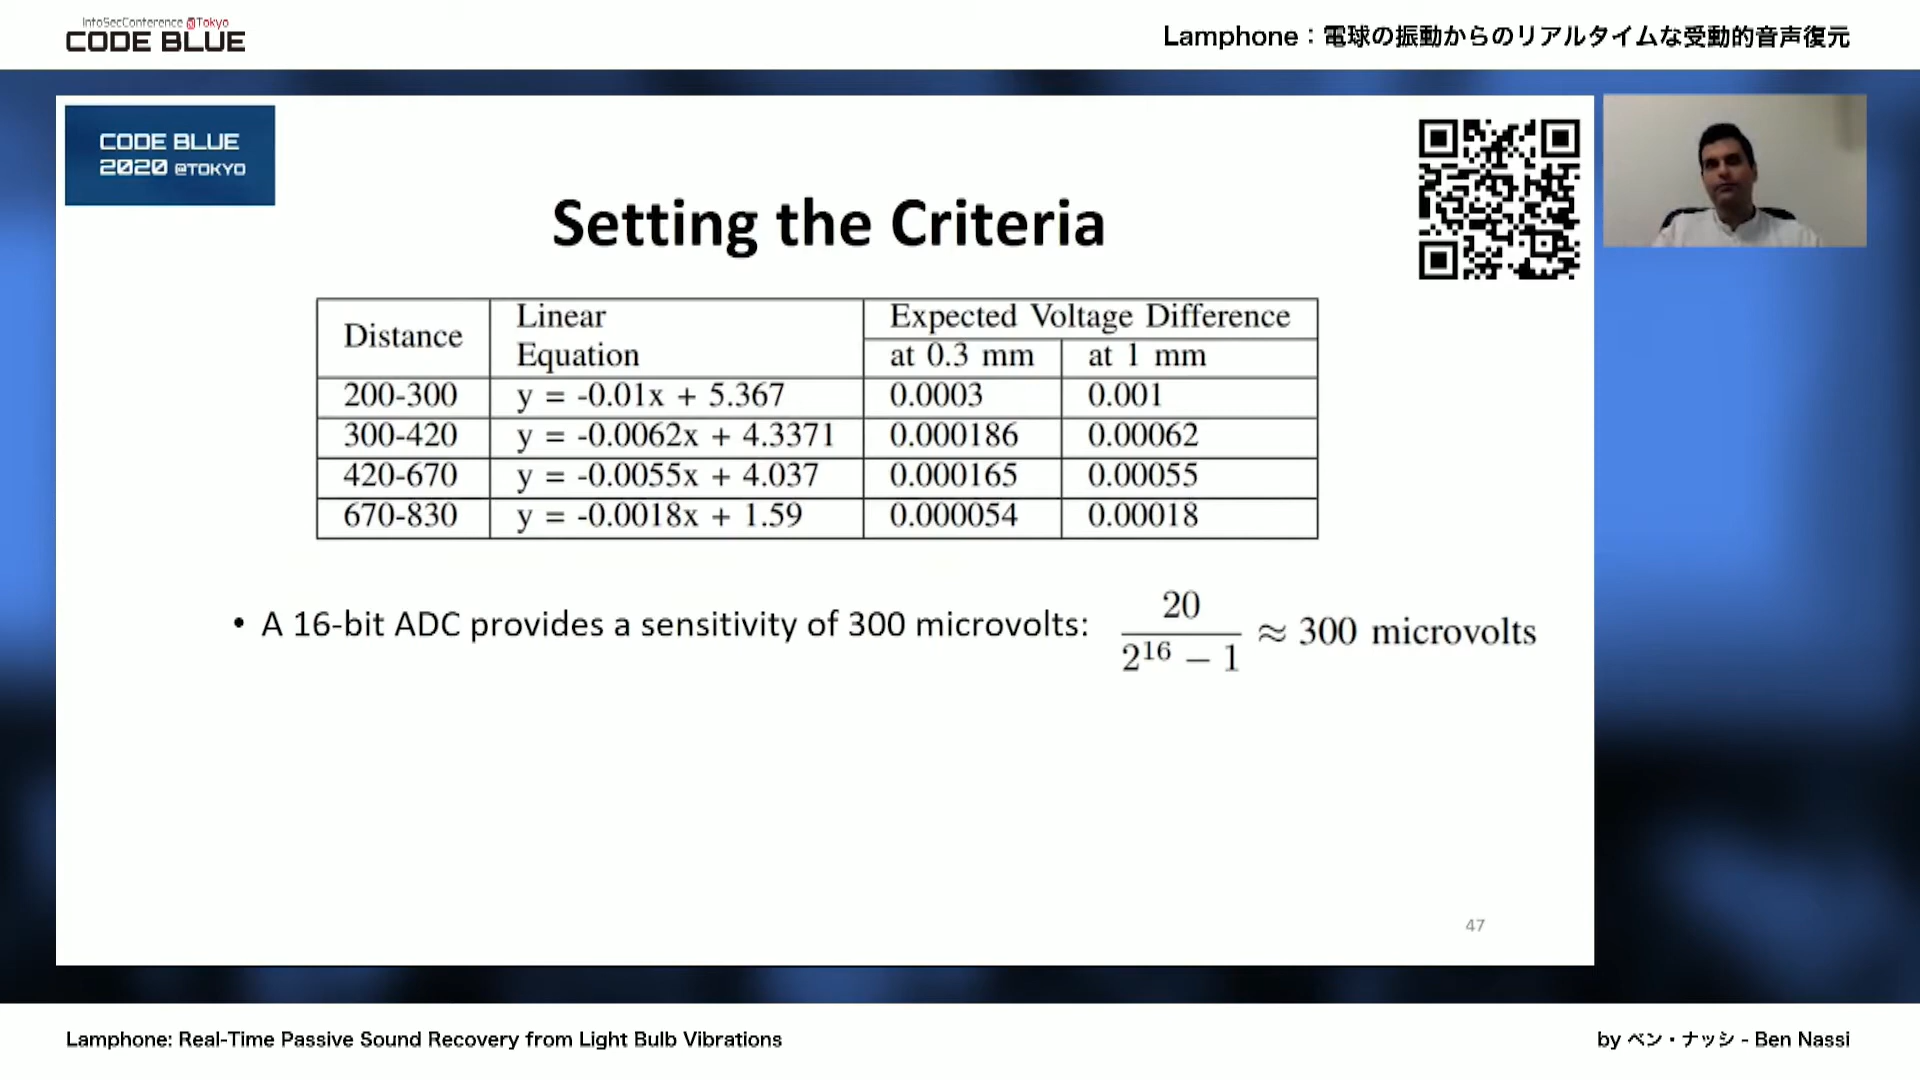 InfoSecConference @Tokyo
CODE BLUE
Lamphone：電球の振動からのリアルタイムな受動的音声復元
CODE BLUE
2020 @TOKYO
Setting the Criteria
Distance
Linear
Equation
Expected Voltage Difference
at 0.3 mm at 1 mm
200-300 y = -0.01x + 5.367 0.0003 0.001
300-420 y = -0.0062x + 4.3371 0.000186 0.00062
420-670 y = -0.0055x + 4.037 0.000165 0.00055
670-830 y = -0.0018x + 1.59 0.000054 0.00018
• A 16-bit ADC provides a sensitivity of 300 microvolts:
20
2¹⁶ − 1
≈ 300 microvolts
47
Lamphone: Real-Time Passive Sound Recovery from Light Bulb Vibrations
by ベン・ナッシ - Ben Nassi